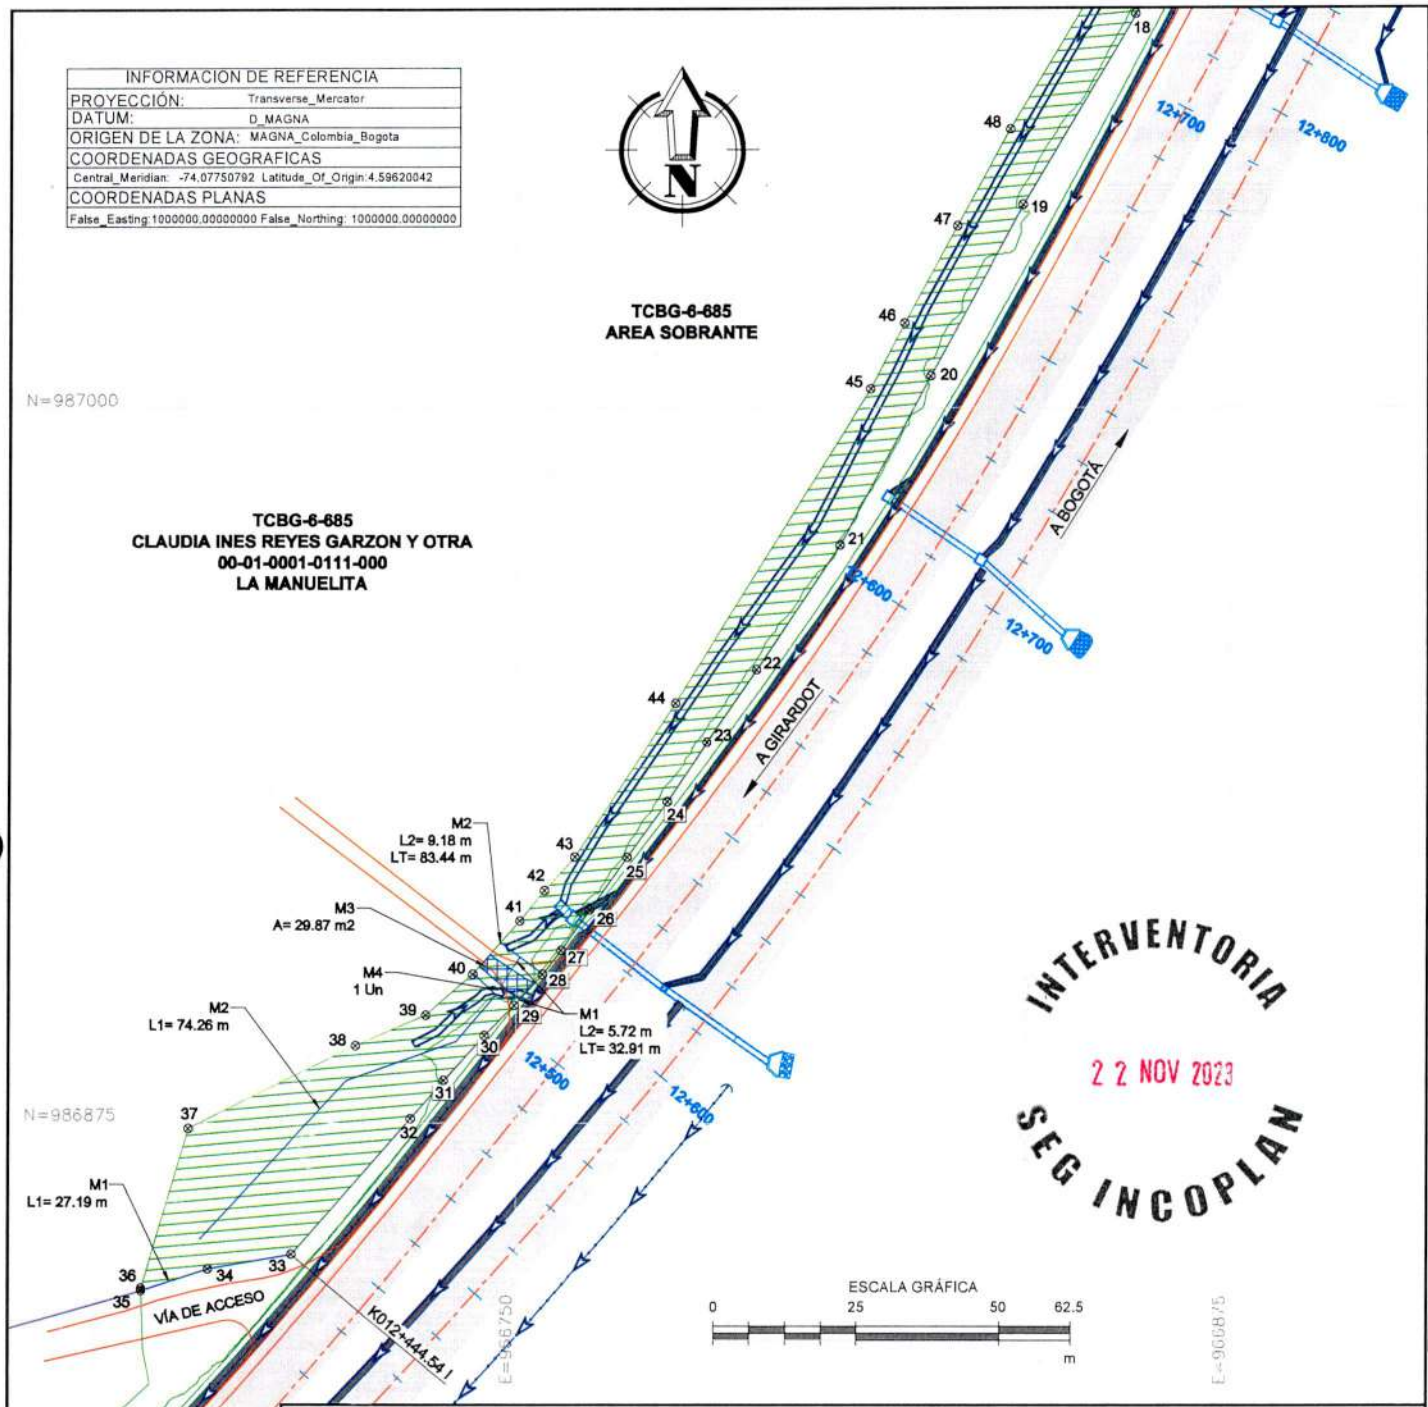 INFORMACION DE REFERENCIA
PROYECCIÓN: Transverse_Mercator
DATUM: D_MAGNA
ORIGEN DE LA ZONA: MAGNA_Colombia_Bogota
COORDENADAS GEOGRAFICAS
Central_Meridian: -74,07750792 Latitude_Of_Origin:4,59620042
COORDENADAS PLANAS
False_Easting:1000000,00000000 False_Northing: 1000000,00000000
N
18
12+700
12+800
48
19
47
TCBG-6-685
AREA SOBRANTE
46
20
45
N=987000
A BOGOTÁ
TCBG-6-685
CLAUDIA INES REYES GARZON Y OTRA
00-01-0001-0111-000
LA MANUELITA
21
12+600
12+700
22
44
A GIRARDOT
23
24
M2
L2= 9.18 m
LT= 83.44 m
43
25
42
M3
A= 29.87 m2
41
26
27
40
28
M4
1 Un
29
M1
L2= 5.72 m
LT= 32.91 m
39
M2
L1= 74.26 m
38
30
12+500
31
12+600
N=986875
37
32
M1
L1= 27.19 m
33
34
36
35
VÍA DE ACCESO
K012+444.54 I
E=966750
E=966875
INTERVENTORIA
22 NOV 2023
SEG INCOPLAN
ESCALA GRÁFICA
0 25 50 62.5
m